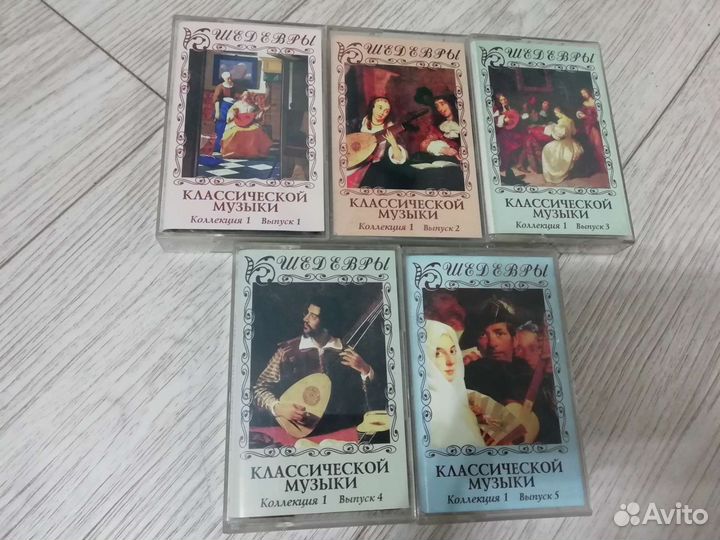 ШЕДЕВРЫ
КЛАССИЧЕСКОЙ
МУЗЫКИ
Коллекция 1 Выпуск 1
ШЕДЕВРЫ
КЛАССИЧЕСКОЙ
МУЗЫКИ
Коллекция 1 Выпуск 2
ШЕДЕВРЫ
КЛАССИЧЕСКОЙ
МУЗЫКИ
Коллекция 1 Выпуск 3
ШЕДЕВРЫ
КЛАССИЧЕСКОЙ
МУЗЫКИ
Коллекция 1 Выпуск 4
ШЕДЕВРЫ
КЛАССИЧЕСКОЙ
МУЗЫКИ
Коллекция 1 Выпуск 5
Avito